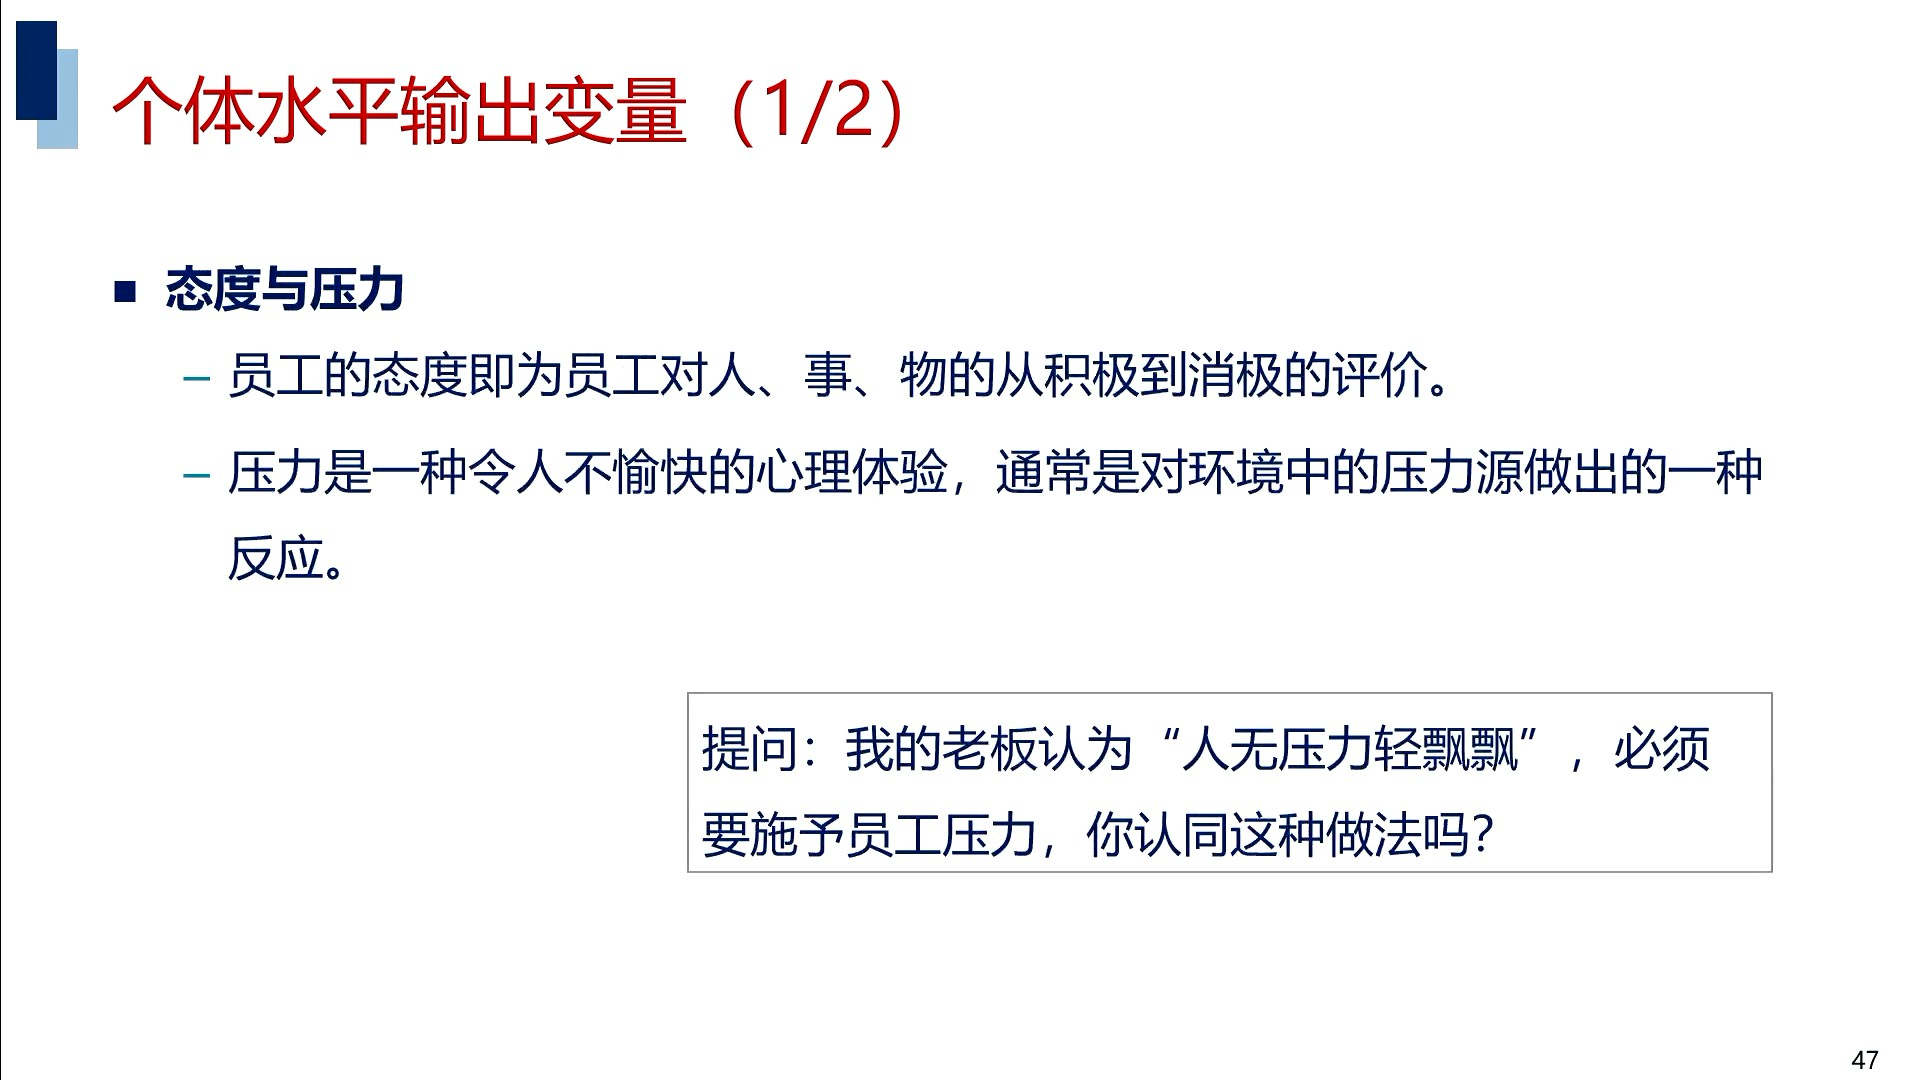 个体水平输出变量（1/2）
■ 态度与压力
– 员工的态度即为员工对人、事、物的从积极到消极的评价。
– 压力是一种令人不愉快的心理体验，通常是对环境中的压力源做出的一种
反应。
提问：我的老板认为“人无压力轻飘飘”，必须
要施予员工压力，你认同这种做法吗？
47